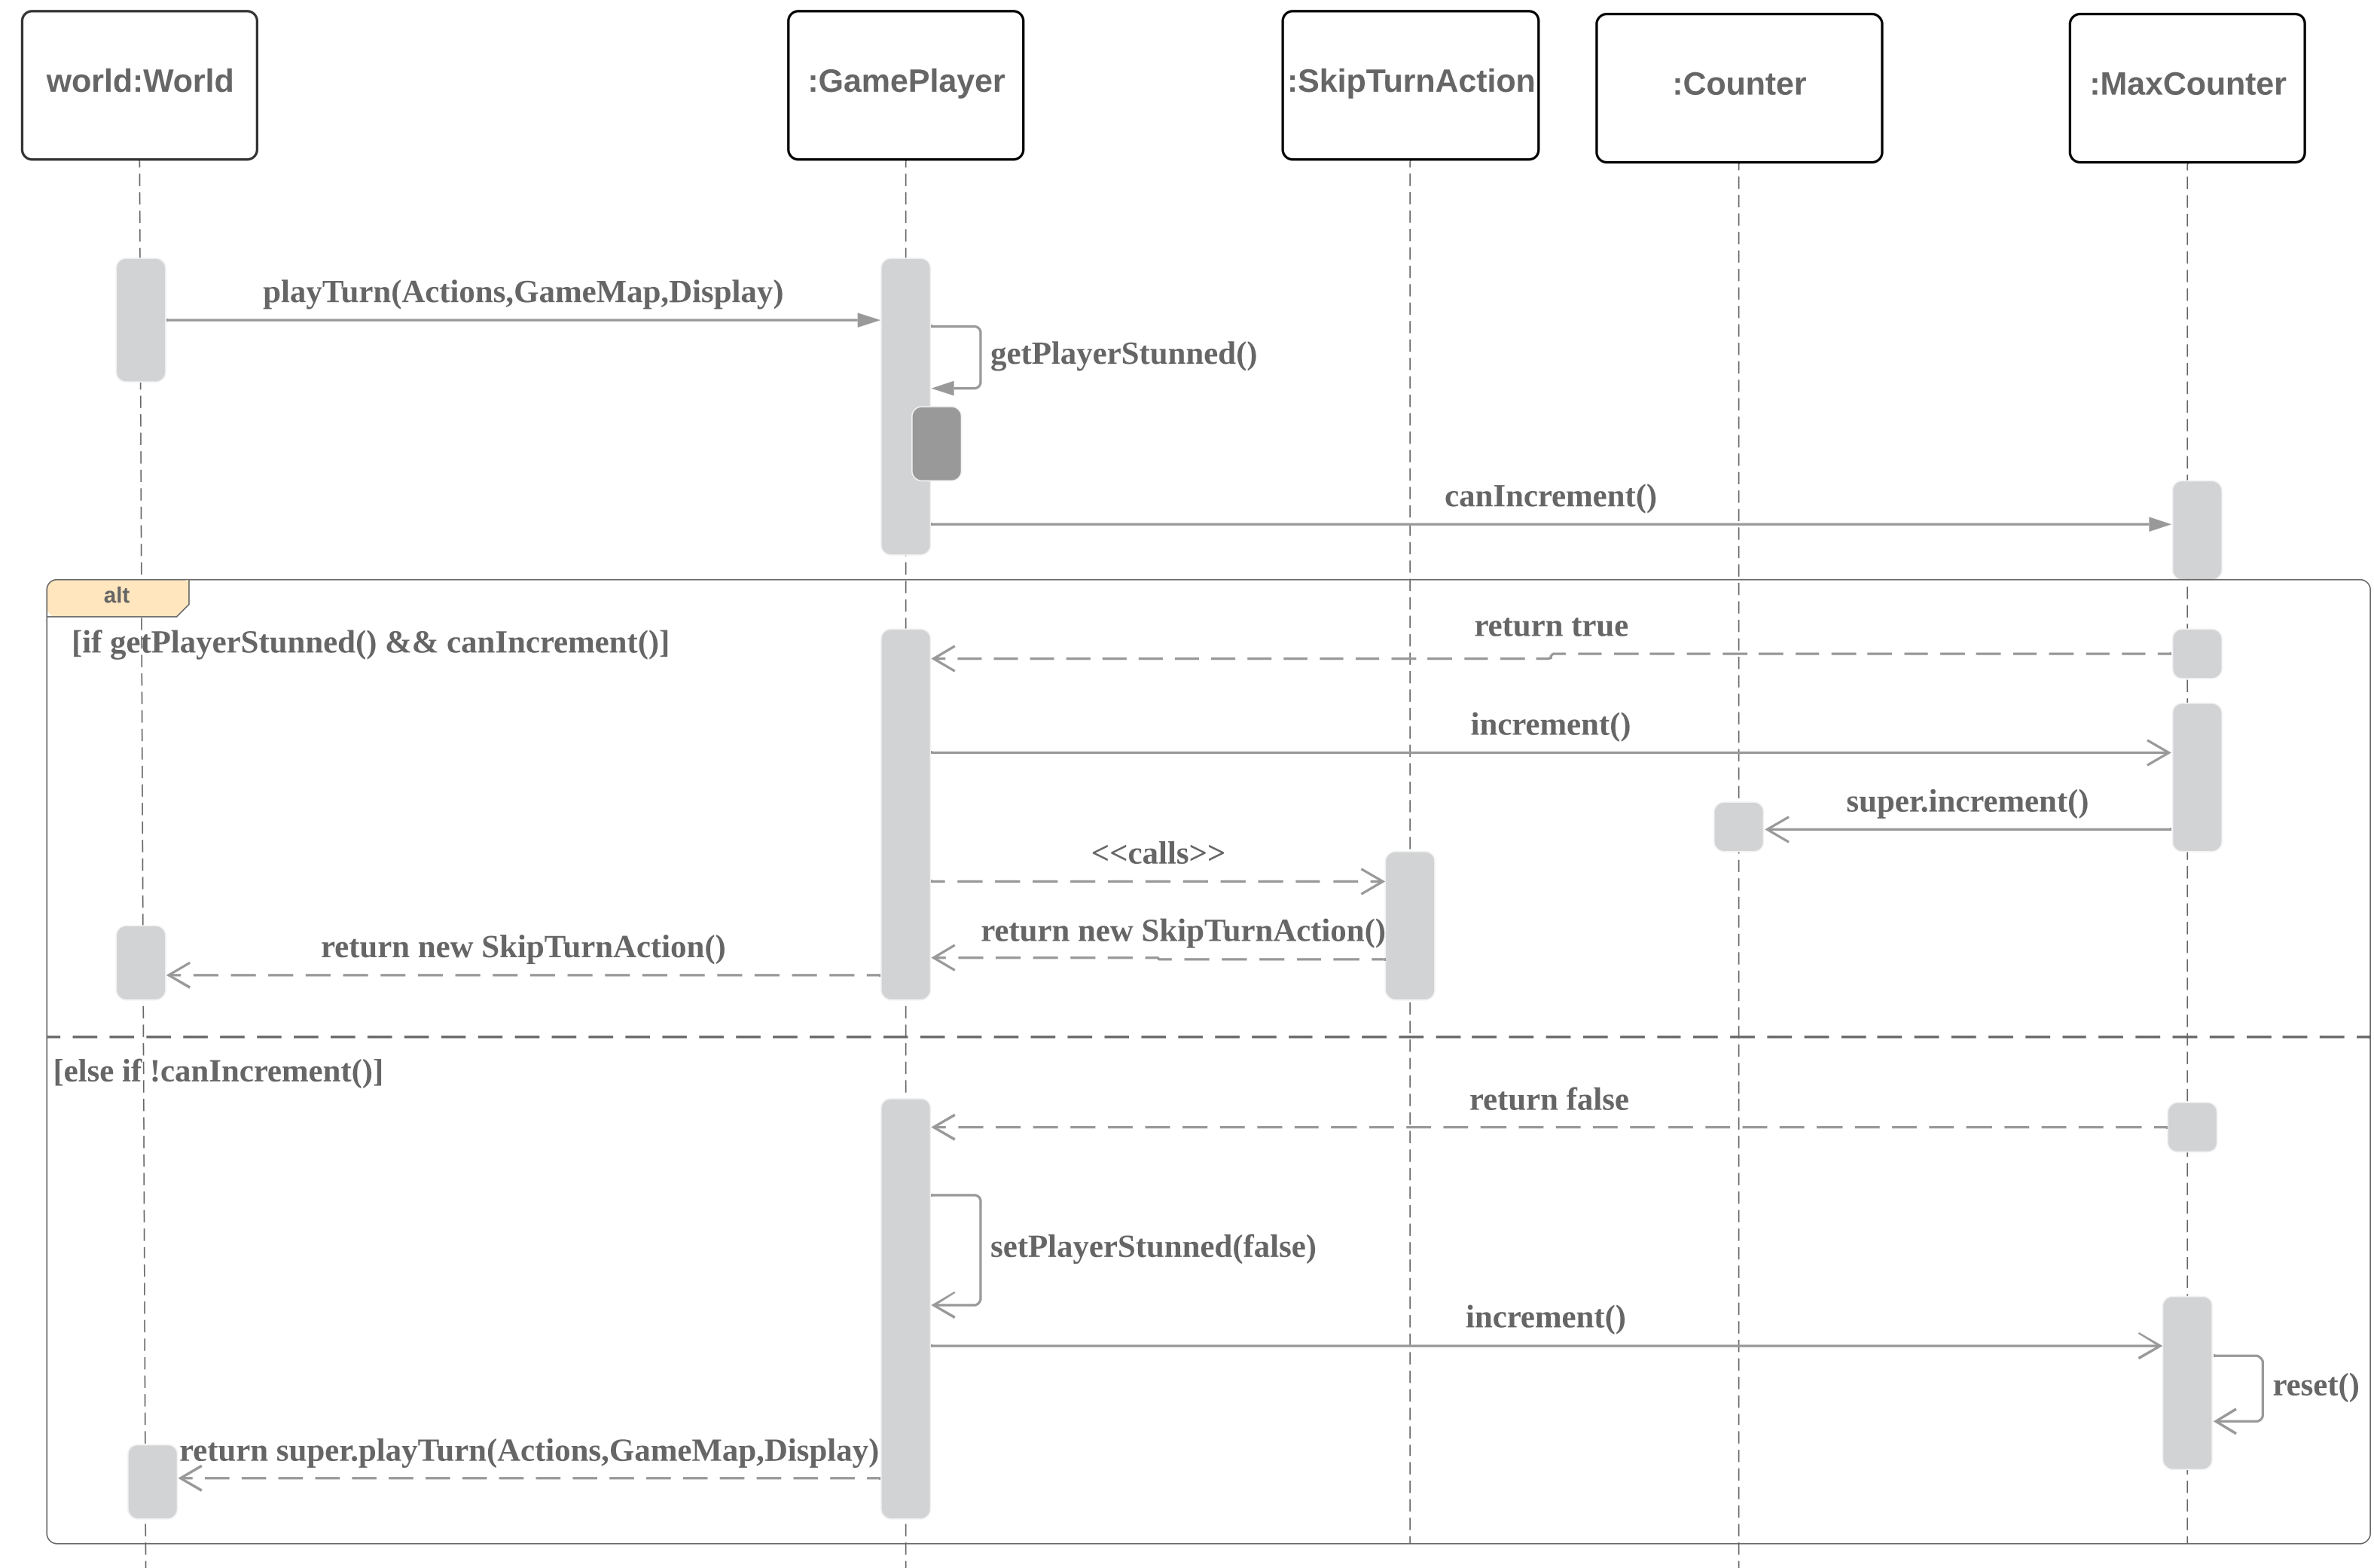 world:World
:GamePlayer
:SkipTurnAction
:Counter
:MaxCounter
playTurn(Actions,GameMap,Display)
getPlayerStunned()
canIncrement()
alt
[if getPlayerStunned() && canIncrement()]
return true
increment()
super.increment()
<<calls>>
return new SkipTurnAction()
return new SkipTurnAction()
[else if !canIncrement()]
return false
setPlayerStunned(false)
increment()
reset()
return super.playTurn(Actions,GameMap,Display)